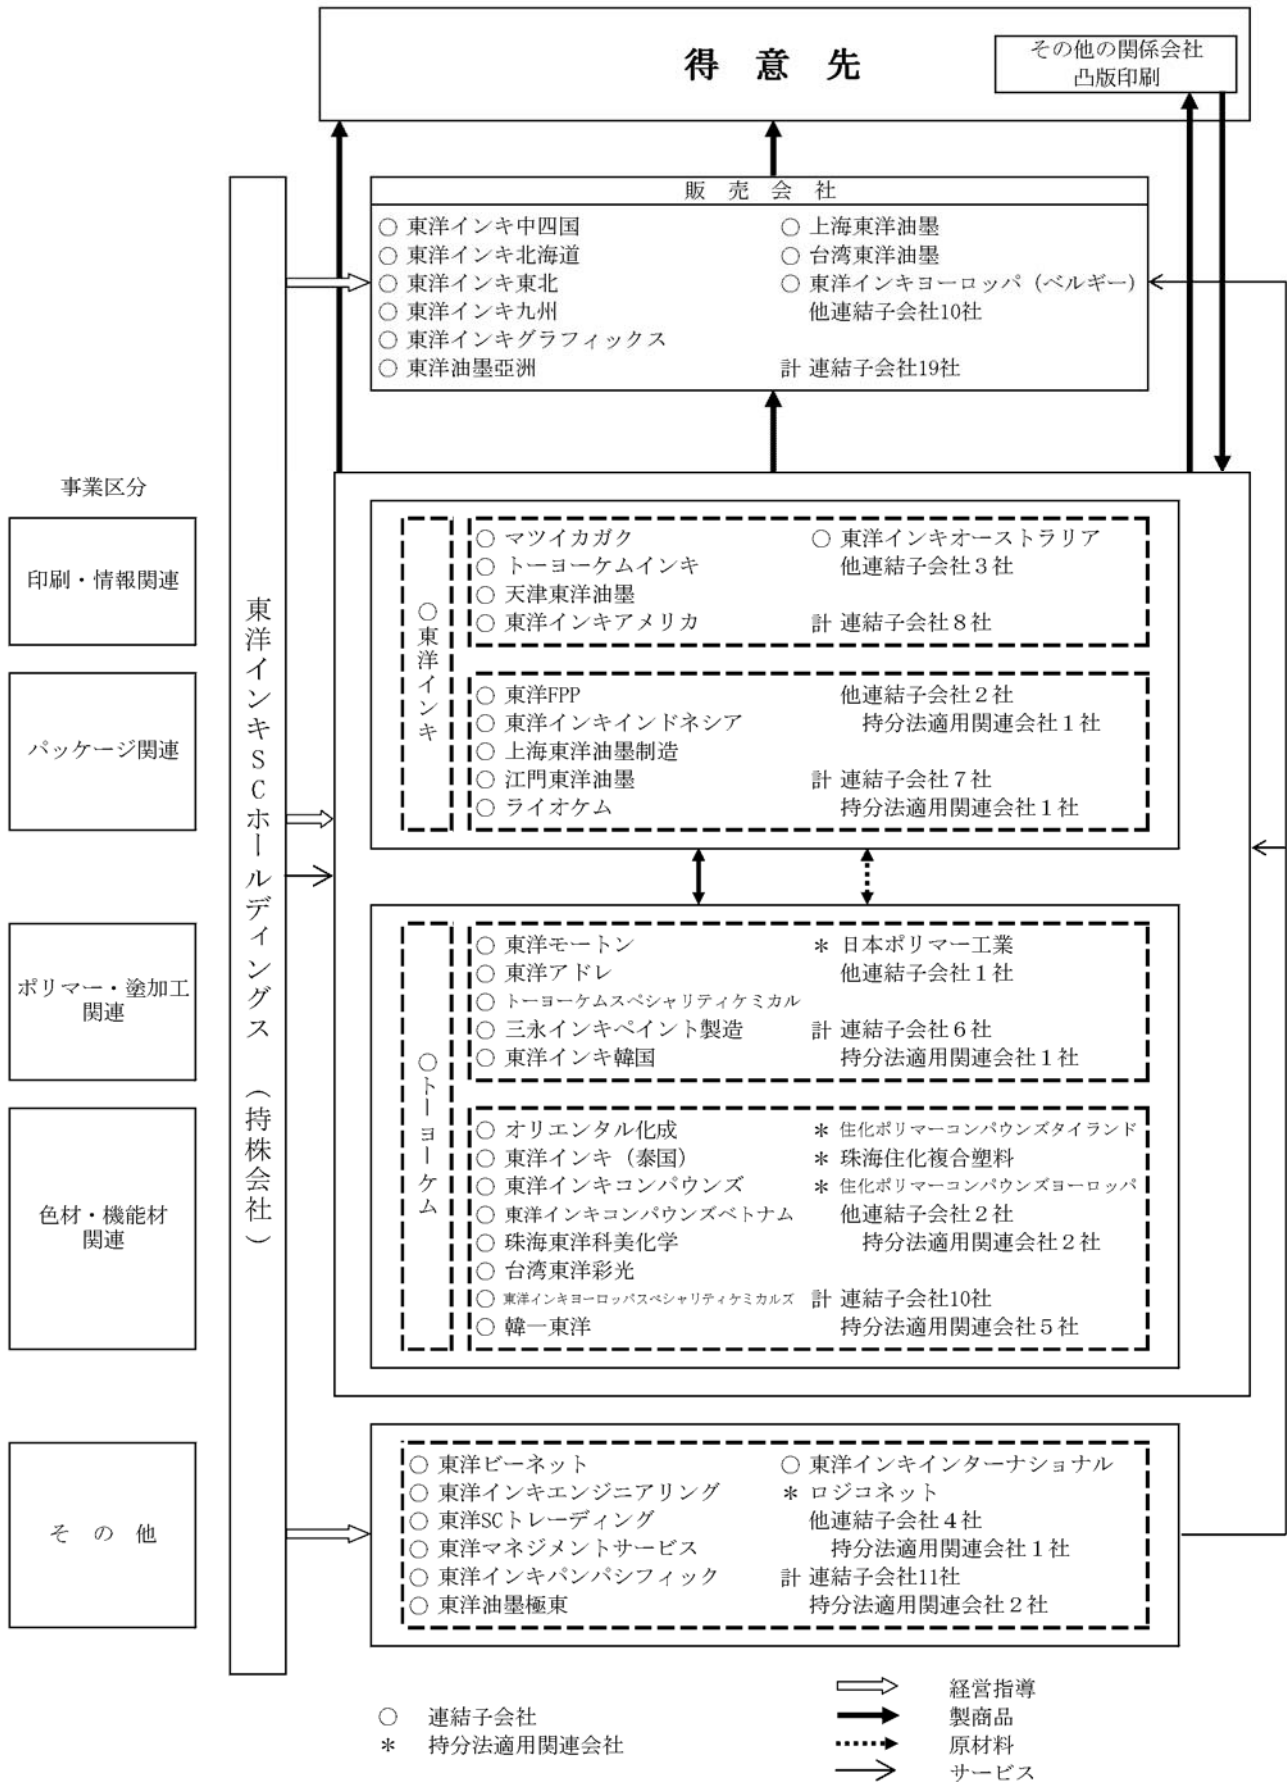 得 意 先
その他の関係会社
凸版印刷
販 売 会 社
○ 東洋インキ中四国
○ 東洋インキ北海道
○ 東洋インキ東北
○ 東洋インキ九州
○ 東洋インキグラフィックス
○ 東洋油墨亞洲
○ 上海東洋油墨
○ 台湾東洋油墨
○ 東洋インキヨーロッパ（ベルギー）
他連結子会社10社
計 連結子会社19社
事業区分
印刷・情報関連
パッケージ関連
ポリマー・塗加工
関連
色材・機能材
関連
そ の 他
東洋インキSCホールディングス （持株会社）
○東洋インキ
○ マツイカガク
○ トーヨーケムインキ
○ 天津東洋油墨
○ 東洋インキアメリカ
○ 東洋インキオーストラリア
他連結子会社３社
計 連結子会社８社
○ 東洋FPP
○ 東洋インキインドネシア
○ 上海東洋油墨制造
○ 江門東洋油墨
○ ライオケム
他連結子会社２社
持分法適用関連会社１社
計 連結子会社７社
持分法適用関連会社１社
○トーヨーケム
○ 東洋モートン
○ 東洋アドレ
○ トーヨーケムスペシャリティケミカル
○ 三永インキペイント製造
○ 東洋インキ韓国
＊ 日本ポリマー工業
他連結子会社１社
計 連結子会社６社
持分法適用関連会社１社
○ オリエンタル化成
○ 東洋インキ（泰国）
○ 東洋インキコンパウンズ
○ 東洋インキコンパウンズベトナム
○ 珠海東洋科美化学
○ 台湾東洋彩光
○ 東洋インキヨーロッパスペシャリティケミカルズ
○ 韓一東洋
＊ 住化ポリマーコンパウンズタイランド
＊ 珠海住化複合塑料
＊ 住化ポリマーコンパウンズヨーロッパ
他連結子会社２社
持分法適用関連会社２社
計 連結子会社10社
持分法適用関連会社５社
○ 東洋ビーネット
○ 東洋インキエンジニアリング
○ 東洋SCトレーディング
○ 東洋マネジメントサービス
○ 東洋インキパンパシフィック
○ 東洋油墨極東
○ 東洋インキインターナショナル
＊ ロジコネット
他連結子会社４社
持分法適用関連会社１社
計 連結子会社11社
持分法適用関連会社２社
○ 連結子会社
＊ 持分法適用関連会社
経営指導
製商品
原材料
サービス